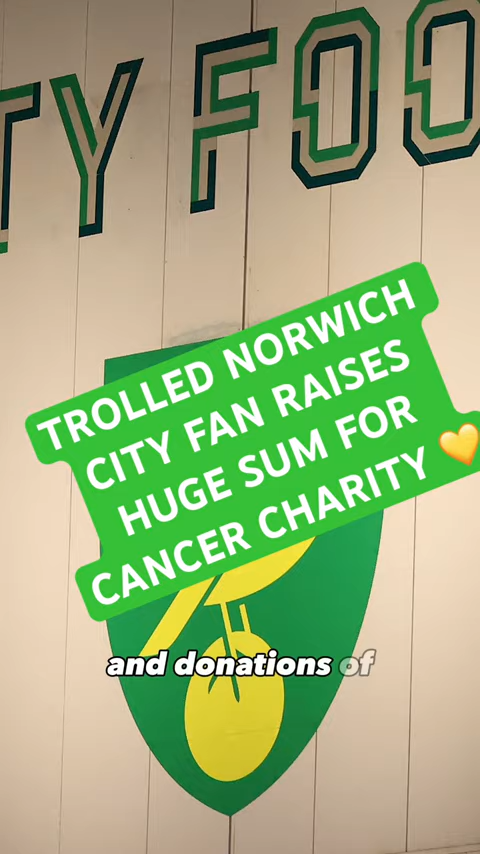 TY FOO
TROLLED NORWICH
CITY FAN RAISES
HUGE SUM FOR
CANCER CHARITY 💛
and donations of